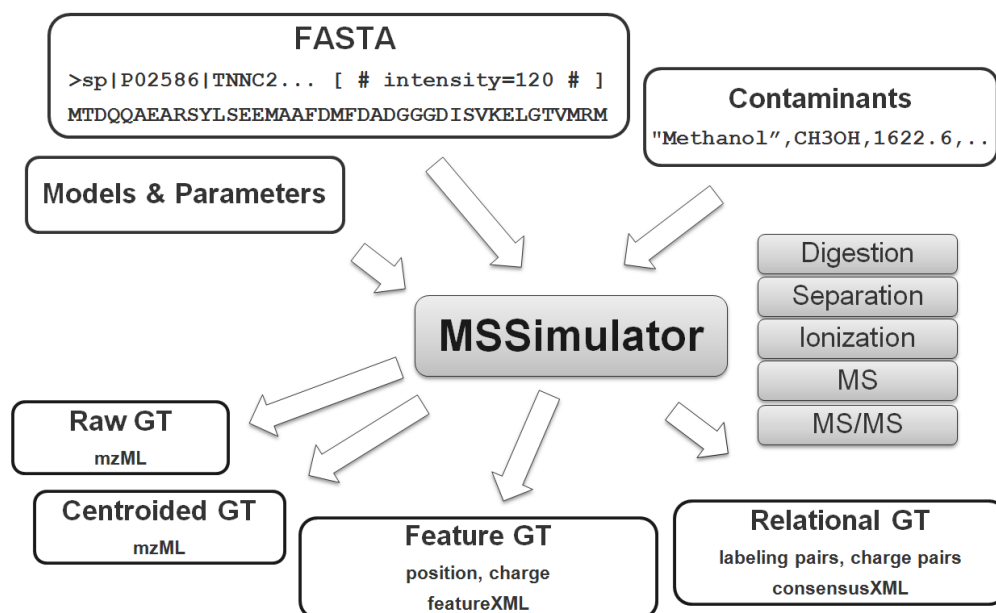 FASTA
>sp|P02586|TNNC2... [ # intensity=120 # ]
MTDQQAEARSYLSEEMAAFDMFDADGGGDISVKELGTVMRM
Contaminants
"Methanol”,CH3OH,1622.6,..
Models & Parameters
Digestion
Separation
Ionization
MS
MS/MS
MSSimulator
Raw GT
mzML
Centroided GT
mzML
Feature GT
position, charge
featureXML
Relational GT
labeling pairs, charge pairs
consensusXML